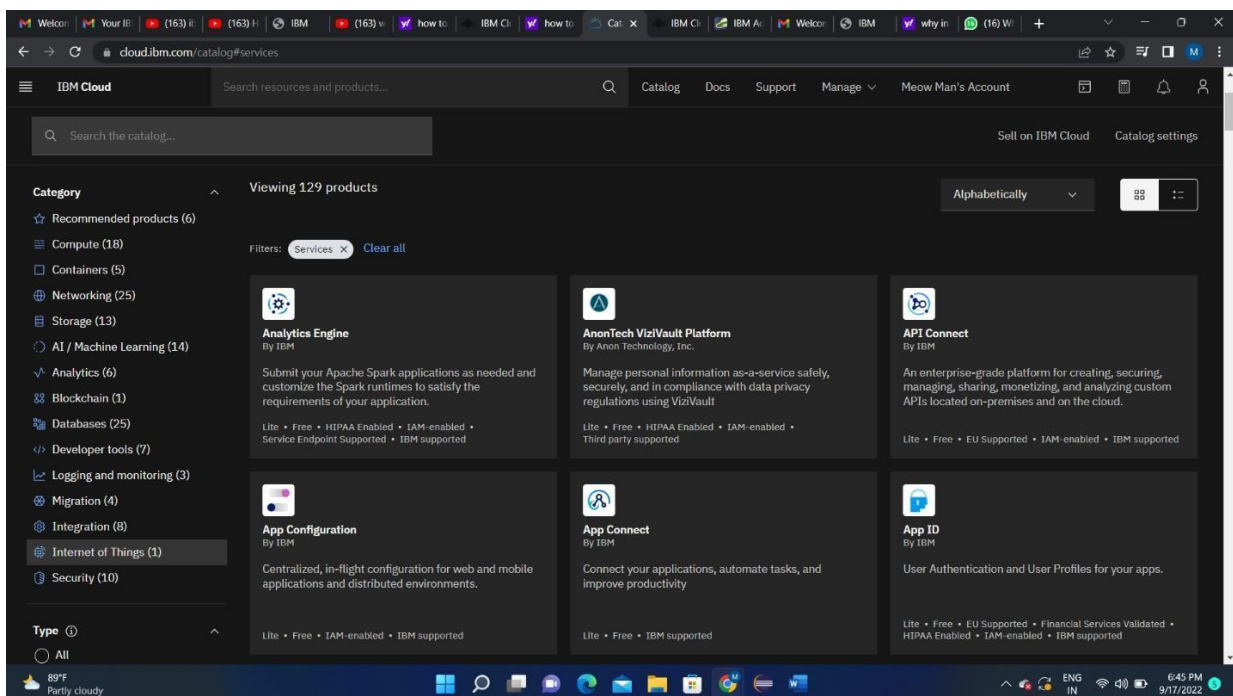 Welcon
Your IB
(163) it
(163) H
IBM
(163) w
how to
IBM Cl
how to
Cat
IBM Cl
IBM Ac
Welcor
IBM
why in
(16) W
cloud.ibm.com/catalog#services
M
IBM Cloud
Search resources and products...
Catalog
Docs
Support
Manage
Meow Man's Account
Search the catalog...
Sell on IBM Cloud
Catalog settings
Category
Recommended products (6)
Compute (18)
Containers (5)
Networking (25)
Storage (13)
AI / Machine Learning (14)
Analytics (6)
Blockchain (1)
Databases (25)
Developer tools (7)
Logging and monitoring (3)
Migration (4)
Integration (8)
Internet of Things (1)
Security (10)
Type
All
Viewing 129 products
Alphabetically
Filters: Services × Clear all
Analytics Engine
By IBM
Submit your Apache Spark applications as needed and
customize the Spark runtimes to satisfy the
requirements of your application.
Lite • Free • HIPAA Enabled • IAM-enabled •
Service Endpoint Supported • IBM supported
AnonTech ViziVault Platform
By Anon Technology, Inc.
Manage personal information as-a-service safely,
securely, and in compliance with data privacy
regulations using ViziVault
Lite • Free • HIPAA Enabled • IAM-enabled •
Third party supported
API Connect
By IBM
An enterprise-grade platform for creating, securing,
managing, sharing, monetizing, and analyzing custom
APIs located on-premises and on the cloud.
Lite • Free • EU Supported • IAM-enabled • IBM supported
App Configuration
By IBM
Centralized, in-flight configuration for web and mobile
applications and distributed environments.
Lite • Free • IAM-enabled • IBM supported
App Connect
By IBM
Connect your applications, automate tasks, and
improve productivity
Lite • Free • IBM supported
App ID
By IBM
User Authentication and User Profiles for your apps.
Lite • Free • EU Supported • Financial Services Validated •
HIPAA Enabled • IAM-enabled • IBM supported
89°F
Partly cloudy
ENG
IN
6:45 PM
9/17/2022